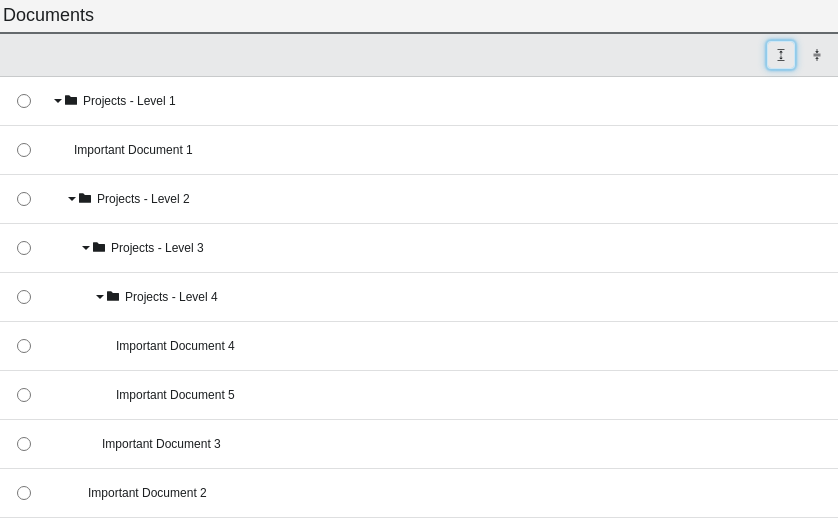 Documents
Projects - Level 1
Important Document 1
Projects - Level 2
Projects - Level 3
Projects - Level 4
Important Document 4
Important Document 5
Important Document 3
Important Document 2